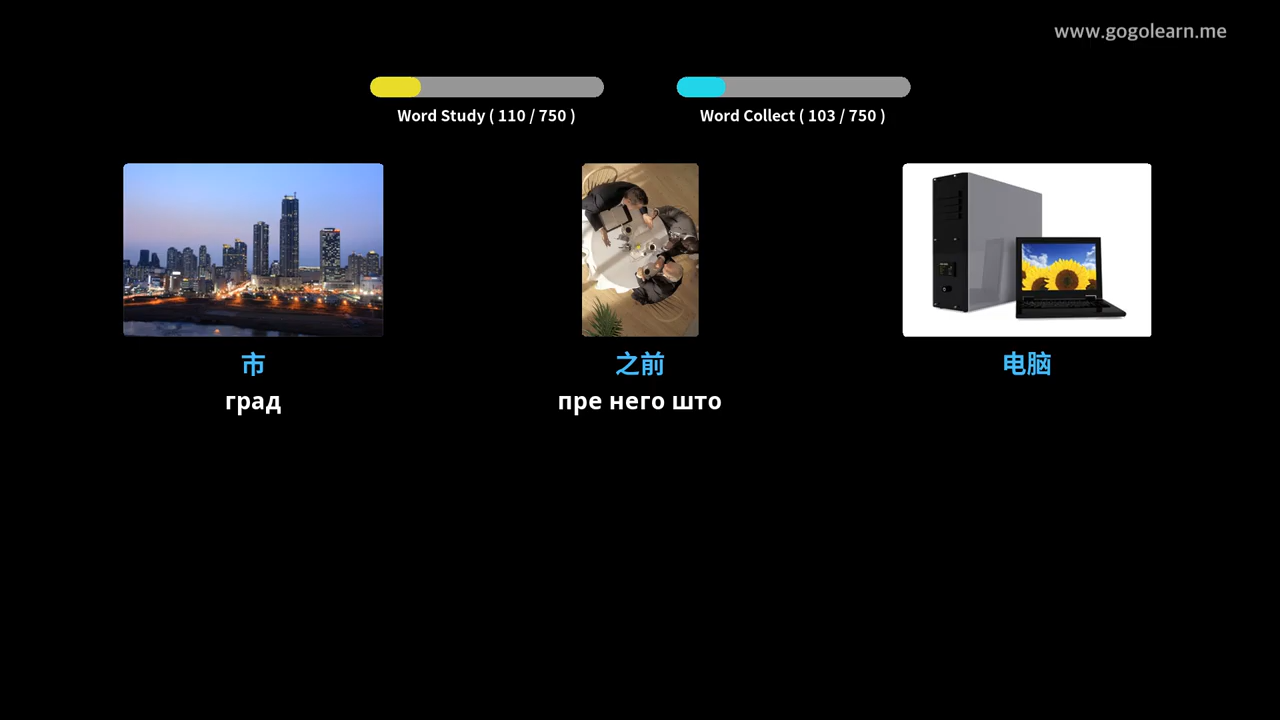 www.gogolearn.me
Word Study ( 110 / 750 )
Word Collect ( 103 / 750 )
市
之前
电脑
град
пре него што